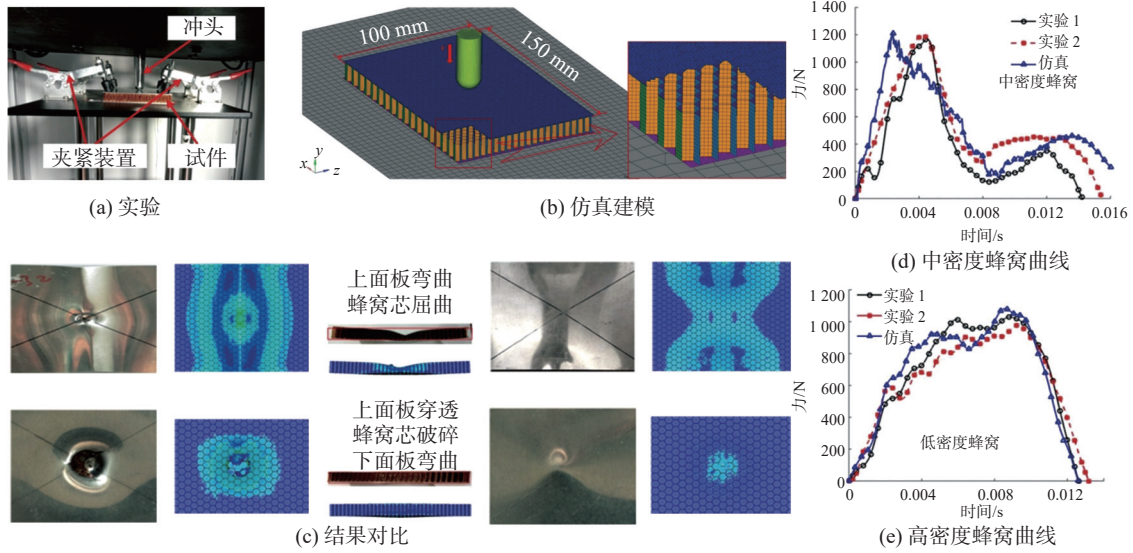 冲头
夹紧装置
试件
(a) 实验
100 mm
150 mm
1
y
x
z
(b) 仿真建模
上面板弯曲
蜂窝芯屈曲
上面板穿透
蜂窝芯破碎
下面板弯曲
(c) 结果对比
实验 1
实验 2
仿真
中密度蜂窝
力/N
1 400
1 200
1 000
800
600
400
200
0
0.004
0.008
0.012
0.016
时间/s
(d) 中密度蜂窝曲线
实验 1
实验 2
仿真
低密度蜂窝
力/N
1 200
1 000
800
600
400
200
0
0.004
0.008
0.012
时间/s
(e) 高密度蜂窝曲线